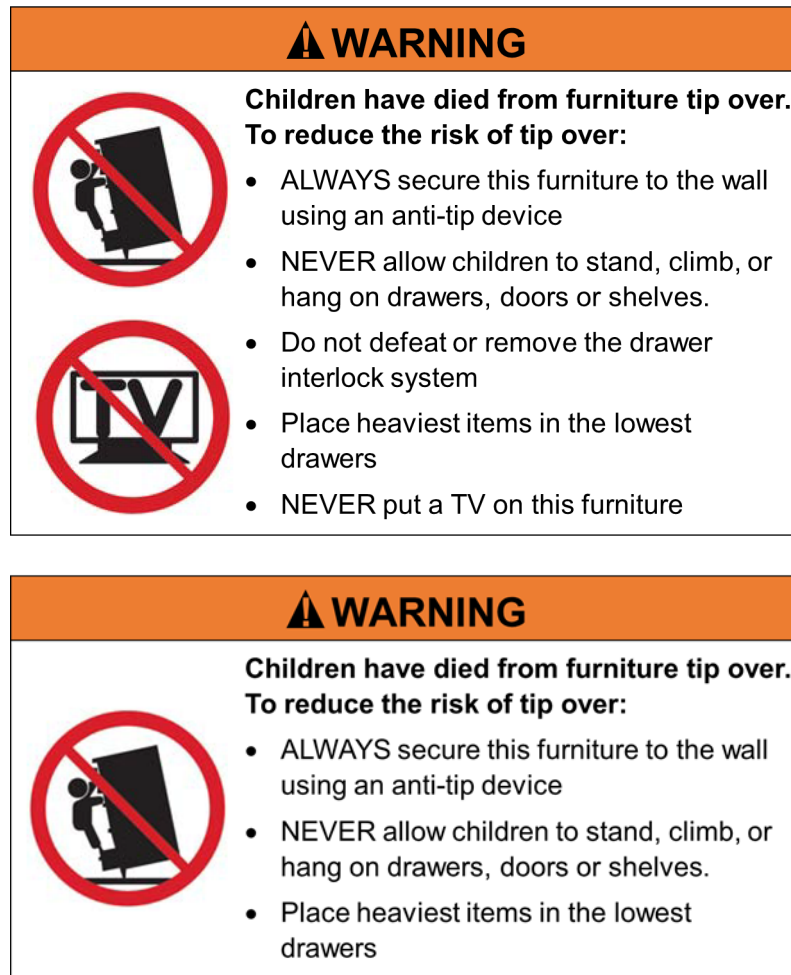 ⚠ WARNING
Children have died from furniture tip over.
To reduce the risk of tip over:
• ALWAYS secure this furniture to the wall
using an anti-tip device
• NEVER allow children to stand, climb, or
hang on drawers, doors or shelves.
• Do not defeat or remove the drawer
interlock system
• Place heaviest items in the lowest
drawers
• NEVER put a TV on this furniture
TV
⚠ WARNING
Children have died from furniture tip over.
To reduce the risk of tip over:
• ALWAYS secure this furniture to the wall
using an anti-tip device
• NEVER allow children to stand, climb, or
hang on drawers, doors or shelves.
• Place heaviest items in the lowest
drawers